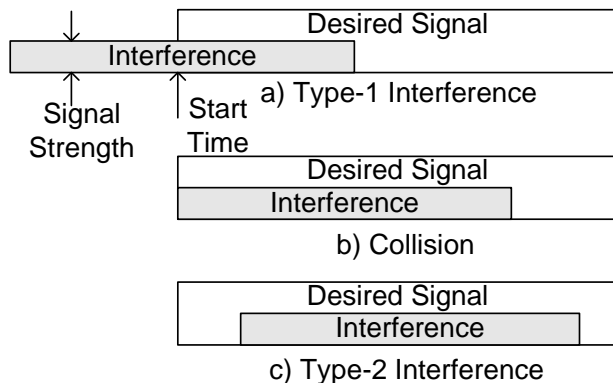 Desired Signal
Interference
a) Type-1 Interference
Signal
Strength
Start
Time
Desired Signal
Interference
b) Collision
Desired Signal
Interference
c) Type-2 Interference